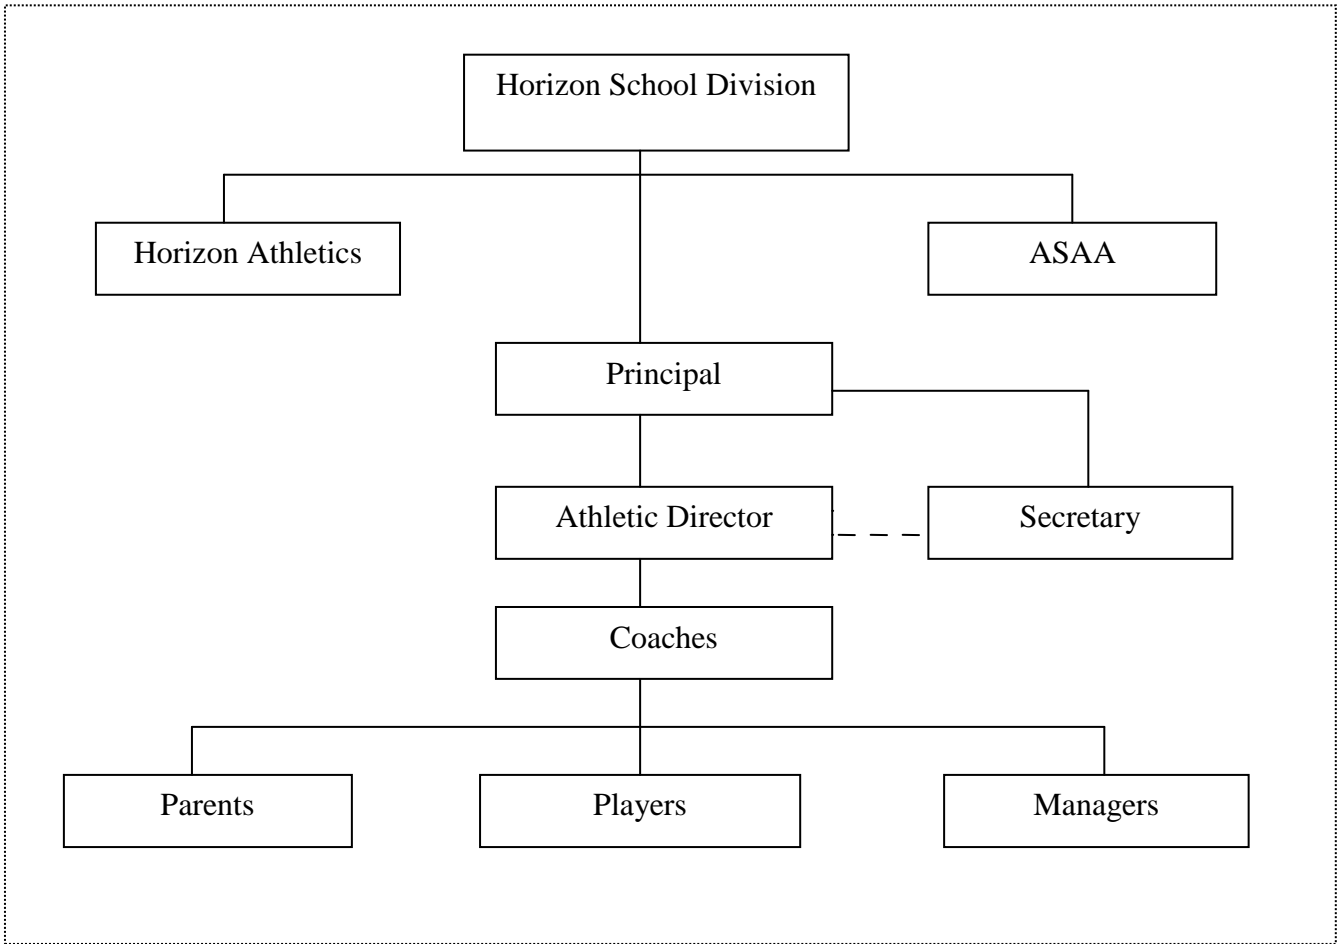 Horizon School Division
Horizon Athletics
ASAA
Principal
Athletic Director
Secretary
Coaches
Parents
Players
Managers